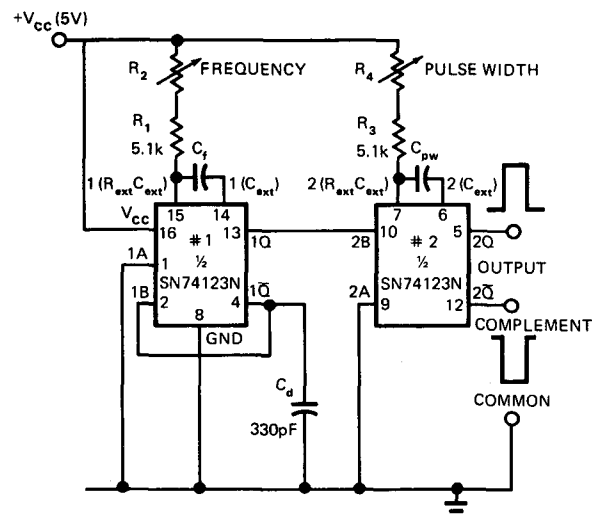 +Vcc (5V)
R2
FREQUENCY
R4
PULSE WIDTH
R1
5.1k
Cf
R3
5.1k
Cpw
1 (RextCext)
1 (Cext)
2 (RextCext)
2 (Cext)
Vcc
15
14
7
6
16
# 1
13
1Q
2B
10
# 2
5
2Q
1A
1
½
½
OUTPUT
SN74123N
SN74123N
1B
2
4
1Q̅
2A
9
12
2Q̅
8
GND
COMPLEMENT
Cd
330pF
COMMON